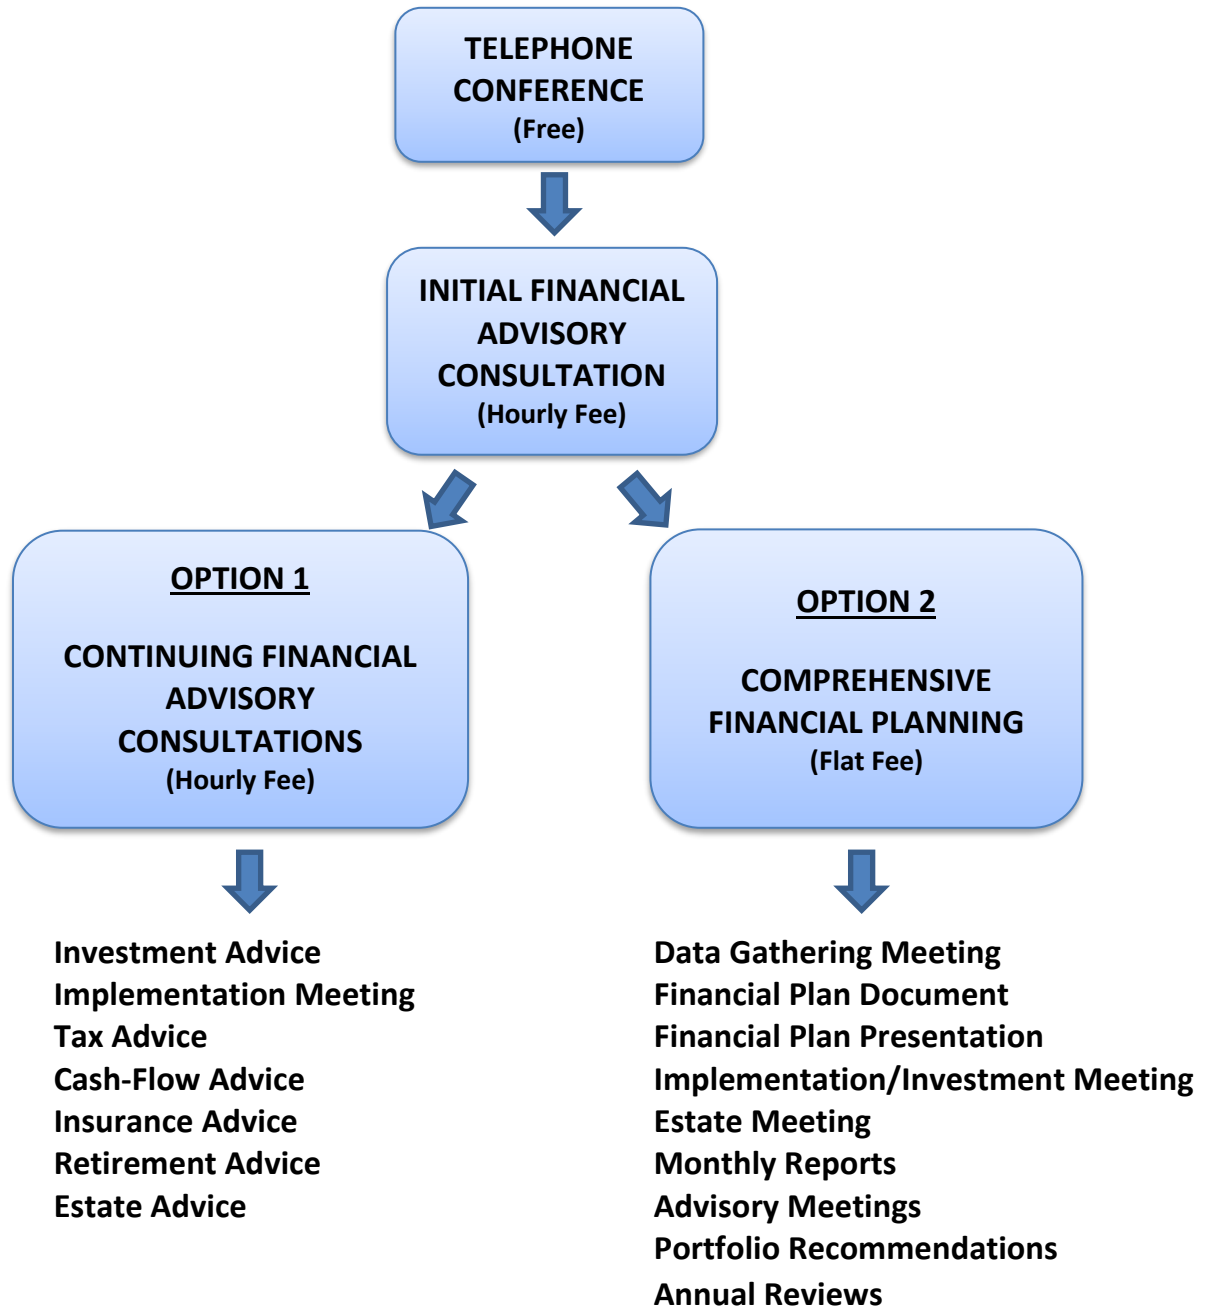 TELEPHONE
CONFERENCE
(Free)
INITIAL FINANCIAL
ADVISORY
CONSULTATION
(Hourly Fee)
OPTION 1
CONTINUING FINANCIAL
ADVISORY
CONSULTATIONS
(Hourly Fee)
OPTION 2
COMPREHENSIVE
FINANCIAL PLANNING
(Flat Fee)
Investment Advice
Implementation Meeting
Tax Advice
Cash-Flow Advice
Insurance Advice
Retirement Advice
Estate Advice
Data Gathering Meeting
Financial Plan Document
Financial Plan Presentation
Implementation/Investment Meeting
Estate Meeting
Monthly Reports
Advisory Meetings
Portfolio Recommendations
Annual Reviews